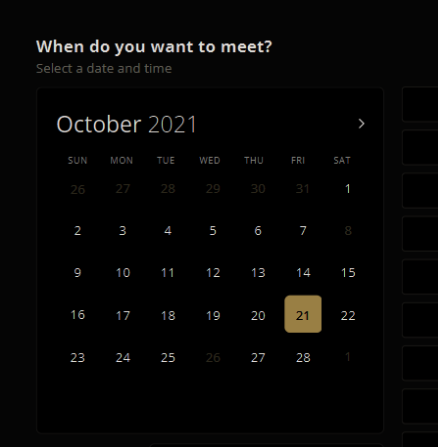 When do you want to meet?
Select a date and time
October 2021
SUN MON TUE WED THU FRI SAT
26 27 28 29 30 31 1
2 3 4 5 6 7 8
9 10 11 12 13 14 15
16 17 18 19 20 21 22
23 24 25 26 27 28 1